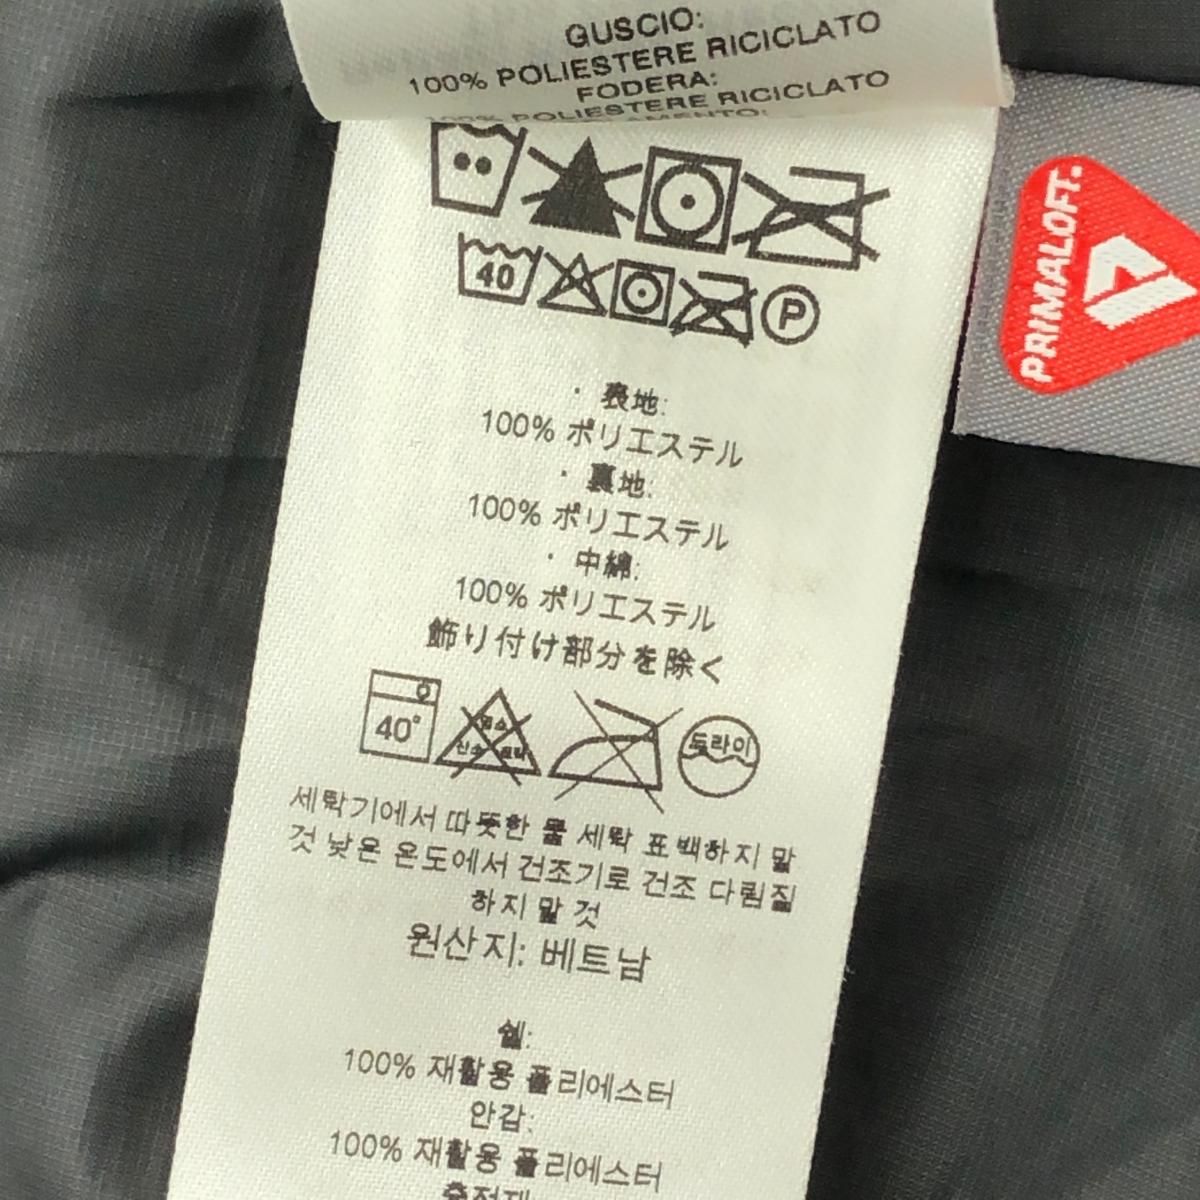 GUSCIO:
100% POLIESTERE RICICLATO
FODERA:
100% POLIESTERE RICICLATO
PRIMALOFT.
40
P
・表地:
100% ポリエステル
・裏地:
100% ポリエステル
・中綿:
100% ポリエステル
飾り付け部分を除く
40°
드라이
세탁기에서 따뜻한 물 세탁 표백하지 말
것 낮은 온도에서 건조기로 건조 다림질
하지 말 것
원산지: 베트남
쉘:
100% 재활용 폴리에스터
안감:
100% 재활용 폴리에스터
충전재: